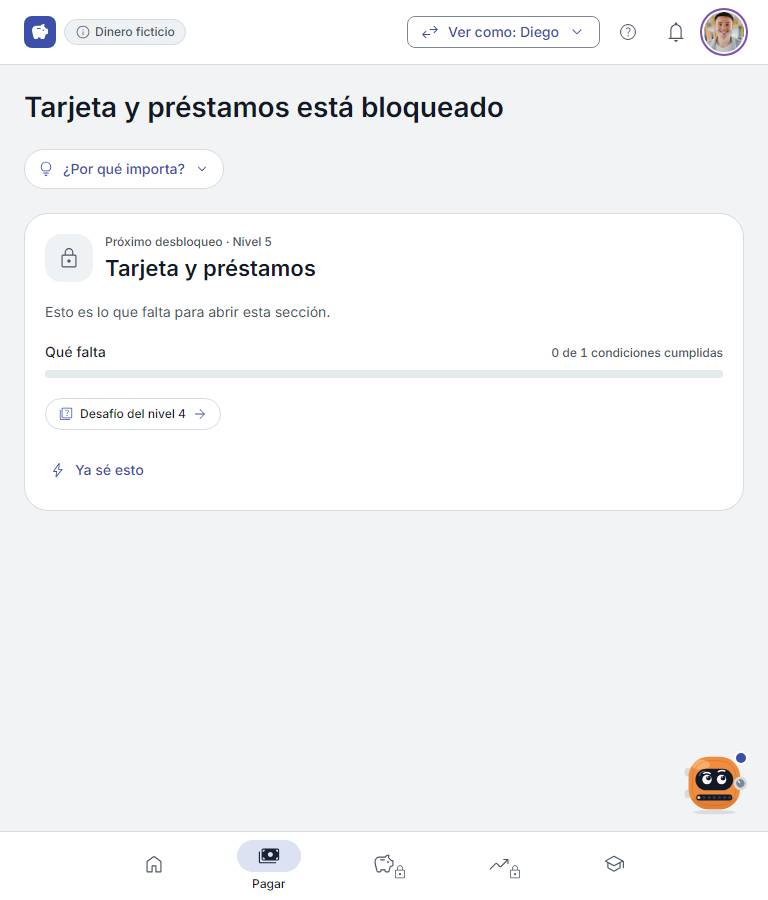 Dinero ficticio
Ver como: Diego
Tarjeta y préstamos está bloqueado
¿Por qué importa?
Próximo desbloqueo · Nivel 5
Tarjeta y préstamos
Esto es lo que falta para abrir esta sección.
Qué falta
0 de 1 condiciones cumplidas
Desafío del nivel 4
Ya sé esto
Pagar